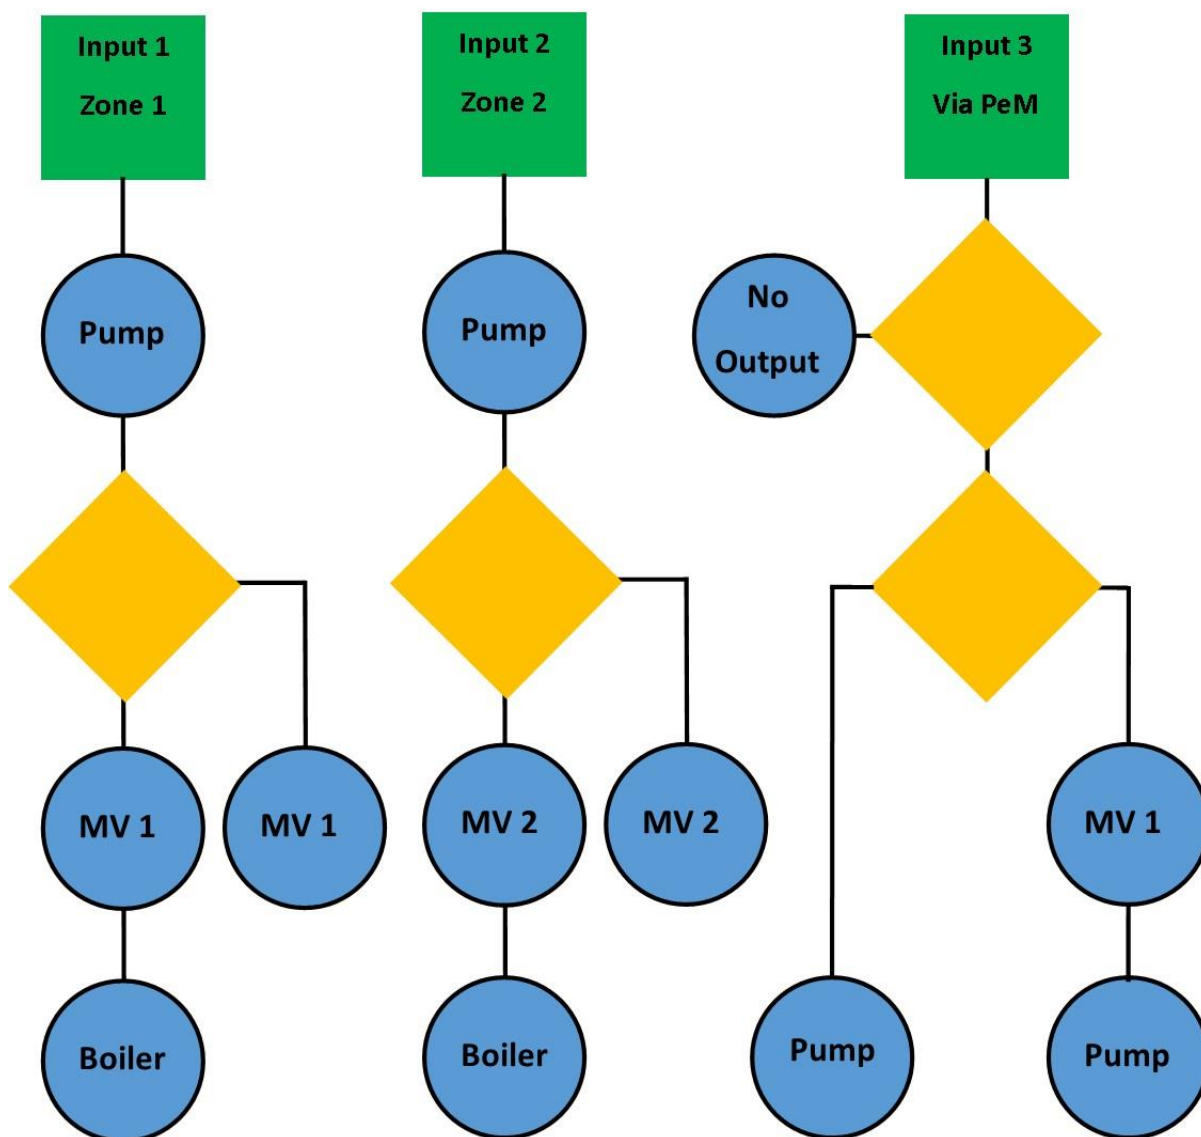 Input 1
Zone 1
Input 2
Zone 2
Input 3
Via PeM
Pump
Pump
No
Output
MV 1
MV 1
MV 2
MV 2
MV 1
Boiler
Boiler
Pump
Pump